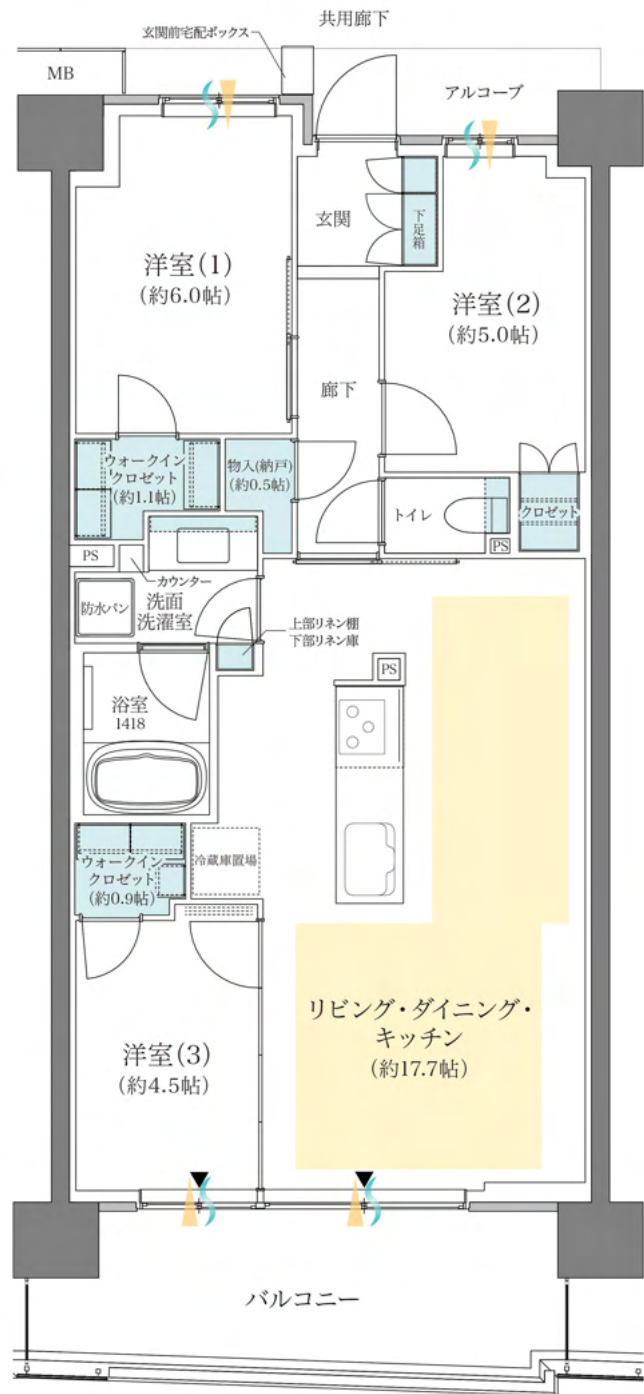 共用廊下
玄関前宅配ボックス
MB
アルコーブ
玄関
下足箱
洋室(1)
(約6.0帖)
洋室(2)
(約5.0帖)
廊下
ウォークイン
クロゼット
(約1.1帖)
物入(納戸)
(約0.5帖)
トイレ
クロゼット
PS
PS
カウンター
洗面
洗濯室
防水パン
上部リネン棚
下部リネン庫
PS
浴室
1418
冷蔵庫置場
ウォークイン
クロゼット
(約0.9帖)
リビング・ダイニング・
キッチン
(約17.7帖)
洋室(3)
(約4.5帖)
バルコニー